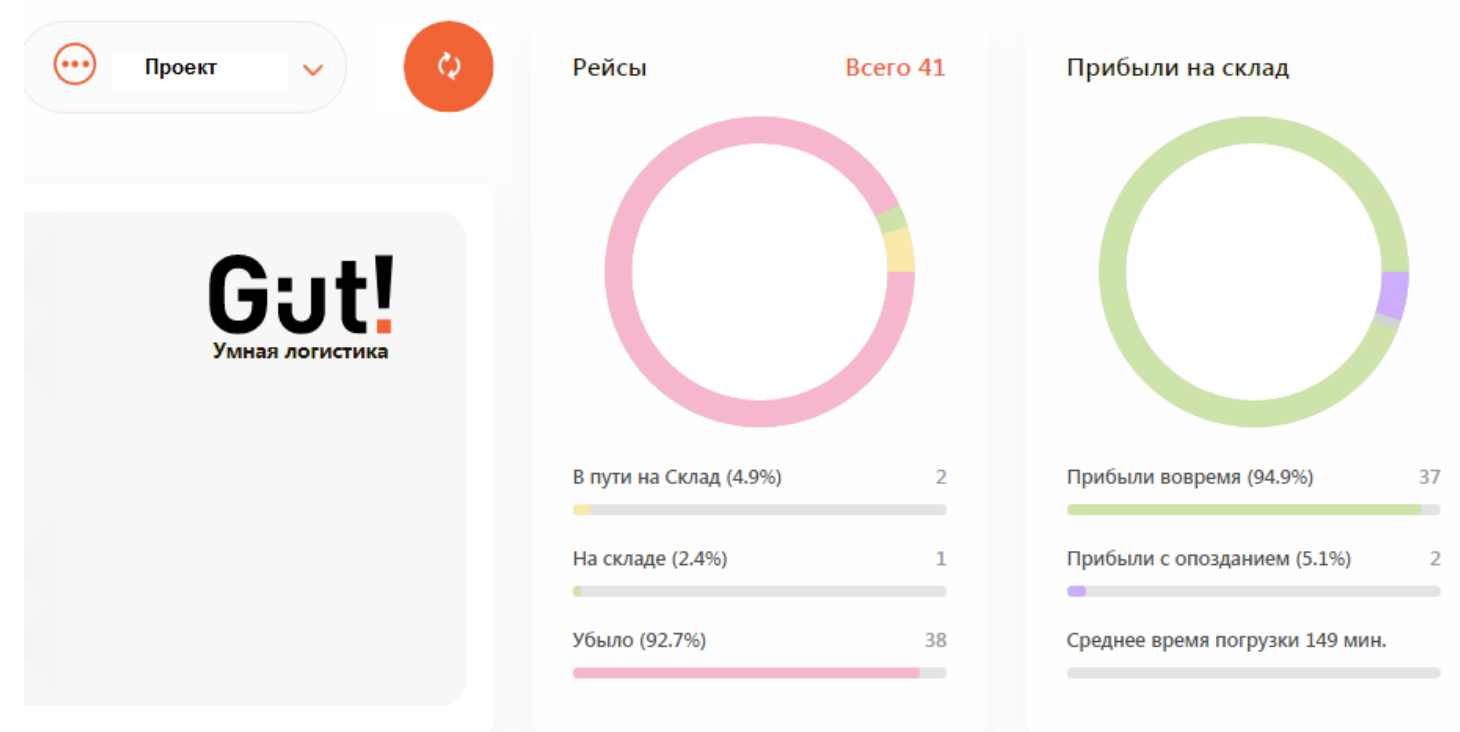 Проект
Gut!
Умная логистика
Рейсы
Всего 41
В пути на Склад (4.9%)
2
На складе (2.4%)
1
Убыло (92.7%)
38
Прибыли на склад
Прибыли вовремя (94.9%)
37
Прибыли с опозданием (5.1%)
2
Среднее время погрузки 149 мин.